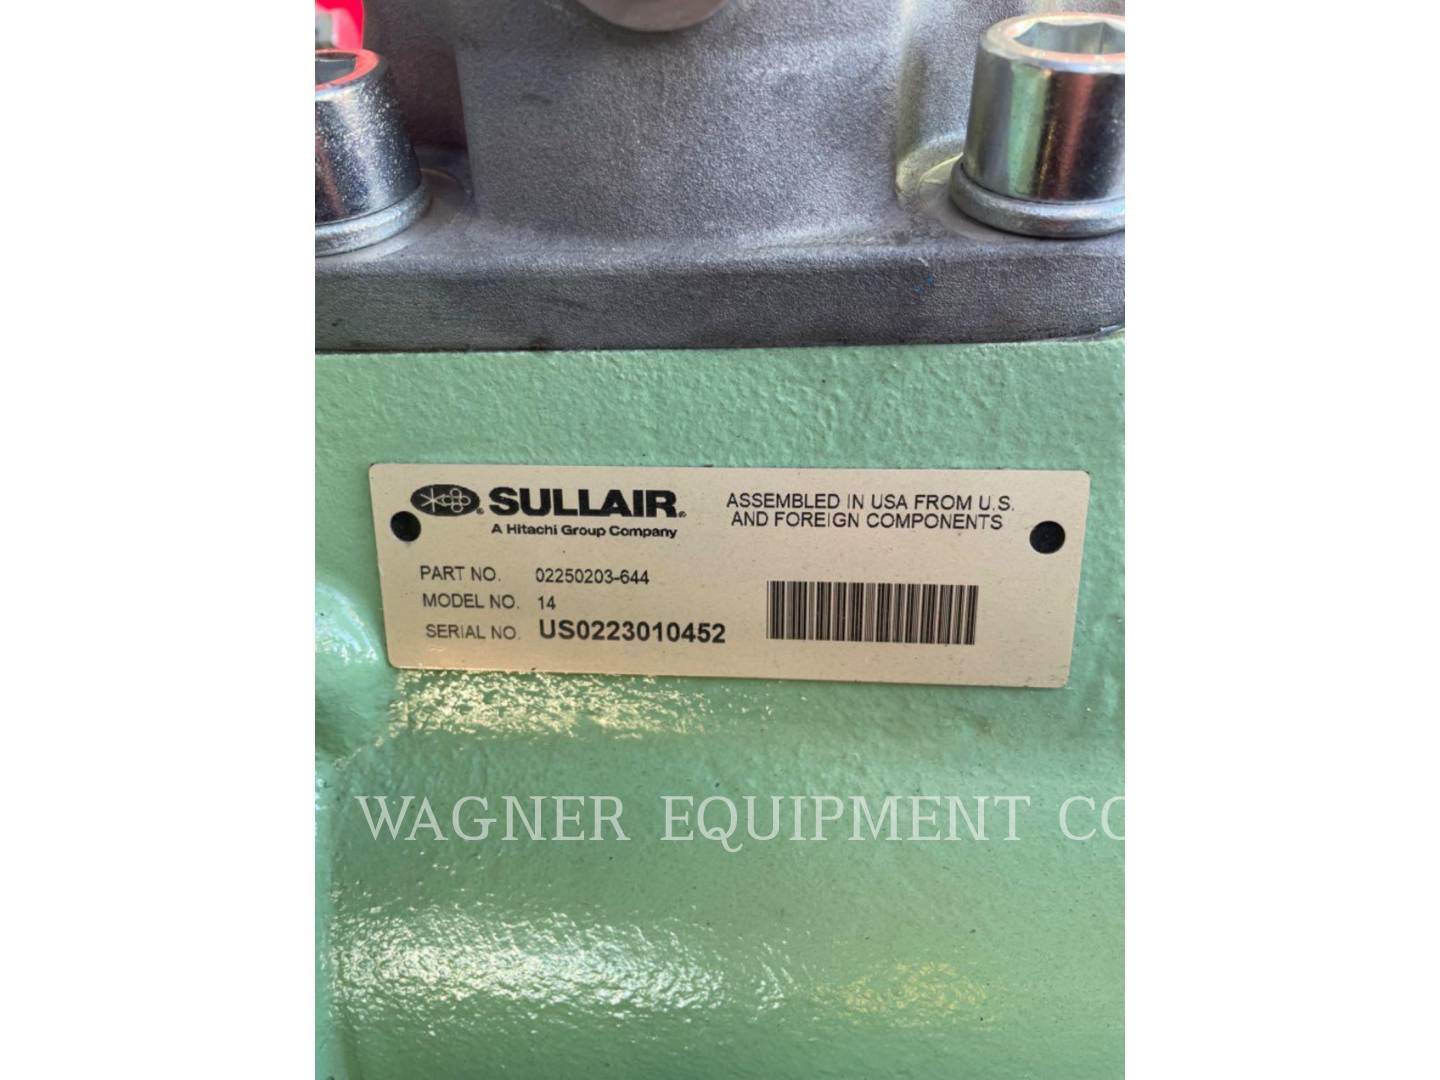 SULLAIR®
A Hitachi Group Company
ASSEMBLED IN USA FROM U.S.
AND FOREIGN COMPONENTS
PART NO. 02250203-644
MODEL NO. 14
SERIAL NO. US0223010452
WAGNER EQUIPMENT CO